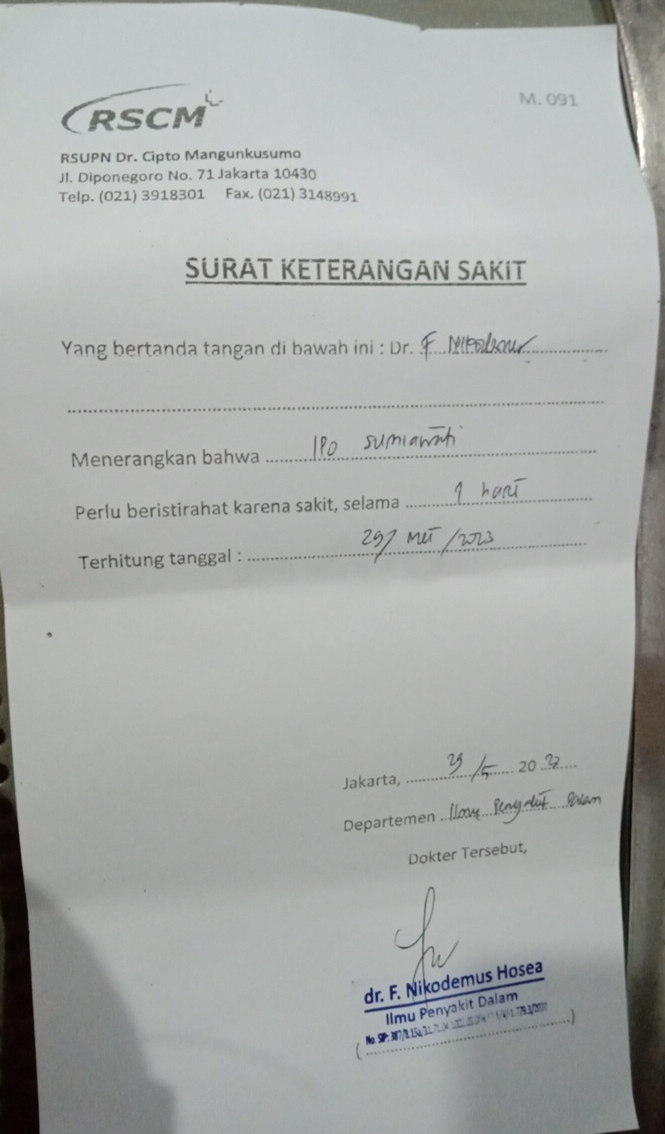 RSCM
M. 091
RSUPN Dr. Cipto Mangunkusumo
Jl. Diponegoro No. 71 Jakarta 10430
Telp. (021) 3918301 Fax. (021) 3148991
SURAT KETERANGAN SAKIT
Yang bertanda tangan di bawah ini : Dr. F
Menerangkan bahwa Ipo Sumiawati
Perlu beristirahat karena sakit, selama 1 hari
Terhitung tanggal : 29/ Mei /2023
Jakarta, 29/5 20 23
Departemen Ilmu Penyakit Dalam
Dokter Tersebut,
dr. F. Nikodemus Hosea
Ilmu Penyakit Dalam
No. SIP: